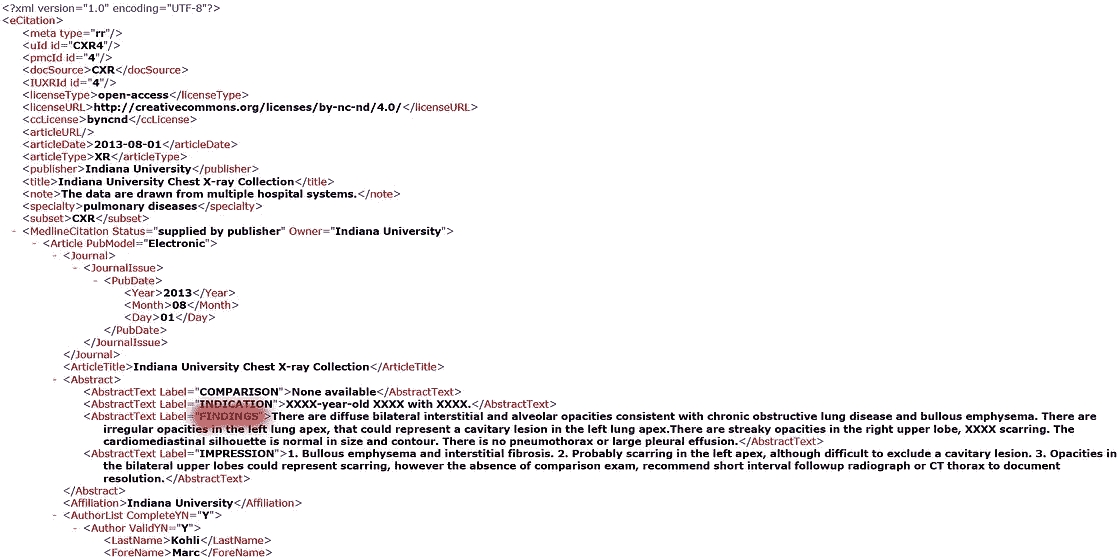 <?xml version="1.0" encoding="UTF-8"?>
<eCitation>
<meta type="rr"/>
<uId id="CXR4"/>
<pmcId id="4"/>
<docSource>CXR</docSource>
<IUXRId id="4"/>
<licenseType>open-access</licenseType>
<licenseURL>http://creativecommons.org/licenses/by-nc-nd/4.0/</licenseURL>
<ccLicense>byncnd</ccLicense>
<articleURL/>
<articleDate>2013-08-01</articleDate>
<articleType>XR</articleType>
<publisher>Indiana University</publisher>
<title>Indiana University Chest X-ray Collection</title>
<note>The data are drawn from multiple hospital systems.</note>
<specialty>pulmonary diseases</specialty>
<subset>CXR</subset>
- <MedlineCitation Status="supplied by publisher" Owner="Indiana University">
- <Article PubModel="Electronic">
- <Journal>
- <JournalIssue>
- <PubDate>
<Year>2013</Year>
<Month>08</Month>
<Day>01</Day>
</PubDate>
</JournalIssue>
</Journal>
<ArticleTitle>Indiana University Chest X-ray Collection</ArticleTitle>
- <Abstract>
<AbstractText Label="COMPARISON">None available</AbstractText>
<AbstractText Label="INDICATION">XXXX-year-old XXXX with XXXX.</AbstractText>
<AbstractText Label="FINDINGS">There are diffuse bilateral interstitial and alveolar opacities consistent with chronic obstructive lung disease and bullous emphysema. There are
irregular opacities in the left lung apex, that could represent a cavitary lesion in the left lung apex.There are streaky opacities in the right upper lobe, XXXX scarring. The
cardiomediastinal silhouette is normal in size and contour. There is no pneumothorax or large pleural effusion.</AbstractText>
<AbstractText Label="IMPRESSION">1. Bullous emphysema and interstitial fibrosis. 2. Probably scarring in the left apex, although difficult to exclude a cavitary lesion. 3. Opacities in
the bilateral upper lobes could represent scarring, however the absence of comparison exam, recommend short interval followup radiograph or CT thorax to document
resolution.</AbstractText>
</Abstract>
<Affiliation>Indiana University</Affiliation>
- <AuthorList CompleteYN="Y">
- <Author ValidYN="Y">
<LastName>Kohli</LastName>
<ForeName>Marc</ForeName>